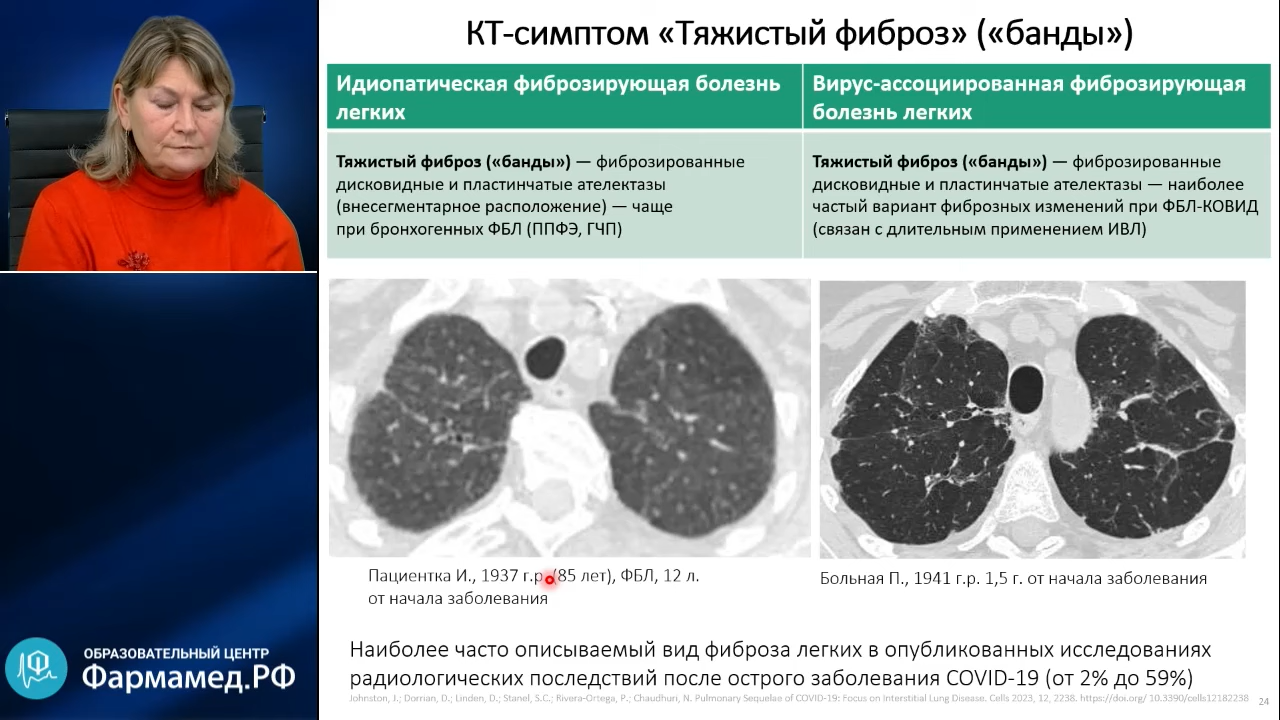 КТ-симптом «Тяжистый фиброз» («банды»)
Идиопатическая фиброзирующая болезнь
легких
Вирус-ассоциированная фиброзирующая
болезнь легких
Тяжистый фиброз («банды») — фиброзированные
дисковидные и пластинчатые ателектазы
(внесегментарное расположение) — чаще
при бронхогенных ФБЛ (ППФЭ, ГЧП)
Тяжистый фиброз («банды») — фиброзированные
дисковидные и пластинчатые ателектазы — наиболее
частый вариант фиброзных изменений при ФБЛ-КОВИД
(связан с длительным применением ИВЛ)
Пациентка И., 1937 г.р. (85 лет), ФБЛ, 12 л.
от начала заболевания
Больная П., 1941 г.р. 1,5 г. от начала заболевания
Наиболее часто описываемый вид фиброза легких в опубликованных исследованиях
радиологических последствий после острого заболевания COVID-19 (от 2% до 59%)
Johnston, J.; Dorrian, D.; Linden, D.; Stanel, S.C.; Rivera-Ortega, P.; Chaudhuri, N. Pulmonary Sequelae of COVID-19: Focus on Interstitial Lung Disease. Cells 2023, 12, 2238. https://doi.org/ 10.3390/cells12182238
24
ОБРАЗОВАТЕЛЬНЫЙ ЦЕНТР
Фармамед.РФ